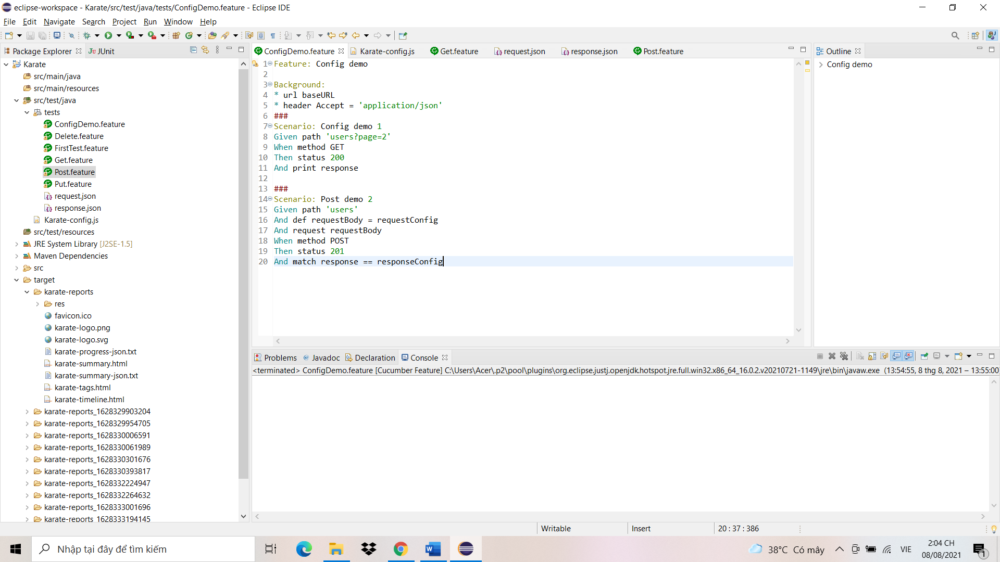 eclipse-workspace - Karate/src/test/java/tests/ConfigDemo.feature - Eclipse IDE
File Edit Navigate Search Project Run Window Help
Package Explorer JUnit
Karate
src/main/java
src/main/resources
src/test/java
tests
ConfigDemo.feature
Delete.feature
FirstTest.feature
Get.feature
Post.feature
Put.feature
request.json
response.json
Karate-config.js
src/test/resources
JRE System Library [J2SE-1.5]
Maven Dependencies
src
target
karate-reports
res
favicon.ico
karate-logo.png
karate-logo.svg
karate-progress-json.txt
karate-summary.html
karate-summary-json.txt
karate-tags.html
karate-timeline.html
karate-reports_1628329903204
karate-reports_1628329954705
karate-reports_1628330006591
karate-reports_1628330061989
karate-reports_1628330301676
karate-reports_1628330393817
karate-reports_1628332224947
karate-reports_1628332264632
karate-reports_1628333001696
karate-reports_1628333194145
ConfigDemo.feature Karate-config.js Get.feature request.json response.json Post.feature
1 Feature: Config demo
2
3 Background:
4 * url baseURL
5 * header Accept = 'application/json'
6 ###
7 Scenario: Config demo 1
8 Given path 'users?page=2'
9 When method GET
10 Then status 200
11 And print response
12
13 ###
14 Scenario: Post demo 2
15 Given path 'users'
16 And def requestBody = requestConfig
17 And request requestBody
18 When method POST
19 Then status 201
20 And match response == responseConfig
Outline
Config demo
Problems @ Javadoc Declaration Console
<terminated> ConfigDemo.feature [Cucumber Feature] C:\Users\Acer\.p2\pool\plugins\org.eclipse.justj.openjdk.hotspot.jre.full.win32.x86_64_16.0.2.v20210721-1149\jre\bin\javaw.exe (13:54:55, 8 thg 8, 2021 – 13:55:00
Writable Insert 20 : 37 : 386
Nhập tại đây để tìm kiếm
38°C Có mây
VIE
2:04 CH
08/08/2021
1